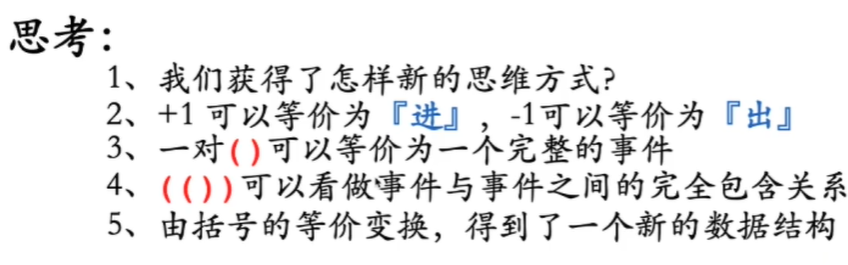 思考：
1、我们获得了怎样新的思维方式？
2、+1 可以等价为『进』，-1可以等价为『出』
3、一对()可以等价为一个完整的事件
4、(())可以看做事件与事件之间的完全包含关系
5、由括号的等价变换，得到了一个新的数据结构